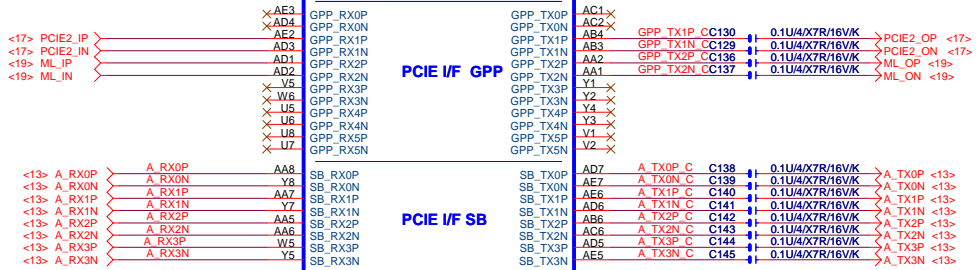 AE3 GPP_RX0P GPP_TX0P AC1
AD4 GPP_RX0N GPP_TX0N AC2
<17> PCIE2_IP AE2 GPP_RX1P GPP_TX1P AB4 GPP_TX1P_C C130 0.1U/4/X7R/16V/K PCIE2_OP <17>
<17> PCIE2_IN AD3 GPP_RX1N GPP_TX1N AB3 GPP_TX1N_C C129 0.1U/4/X7R/16V/K PCIE2_ON <17>
<19> ML_IP AD1 GPP_RX2P GPP_TX2P AA2 GPP_TX2P_C C136 0.1U/4/X7R/16V/K ML_OP <19>
<19> ML_IN AD2 GPP_RX2N PCIE I/F GPP GPP_TX2N AA1 GPP_TX2N_C C137 0.1U/4/X7R/16V/K ML_ON <19>
V5 GPP_RX3P GPP_TX3P Y1
W6 GPP_RX3N GPP_TX3N Y2
U5 GPP_RX4P GPP_TX4P Y4
U6 GPP_RX4N GPP_TX4N Y3
U8 GPP_RX5P GPP_TX5P V1
U7 GPP_RX5N GPP_TX5N V2
<13> A_RX0P A_RX0P AA8 SB_RX0P SB_TX0P AD7 A_TX0P_C C138 0.1U/4/X7R/16V/K A_TX0P <13>
<13> A_RX0N A_RX0N Y8 SB_RX0N SB_TX0N AE7 A_TX0N_C C139 0.1U/4/X7R/16V/K A_TX0N <13>
<13> A_RX1P A_RX1P AA7 SB_RX1P SB_TX1P AE6 A_TX1P_C C140 0.1U/4/X7R/16V/K A_TX1P <13>
<13> A_RX1N A_RX1N Y7 SB_RX1N PCIE I/F SB SB_TX1N AD6 A_TX1N_C C141 0.1U/4/X7R/16V/K A_TX1N <13>
<13> A_RX2P A_RX2P AA5 SB_RX2P SB_TX2P AB6 A_TX2P_C C142 0.1U/4/X7R/16V/K A_TX2P <13>
<13> A_RX2N A_RX2N AA6 SB_RX2N SB_TX2N AC6 A_TX2N_C C143 0.1U/4/X7R/16V/K A_TX2N <13>
<13> A_RX3P A_RX3P W5 SB_RX3P SB_TX3P AD5 A_TX3P_C C144 0.1U/4/X7R/16V/K A_TX3P <13>
<13> A_RX3N A_RX3N Y5 SB_RX3N SB_TX3N AE5 A_TX3N_C C145 0.1U/4/X7R/16V/K A_TX3N <13>